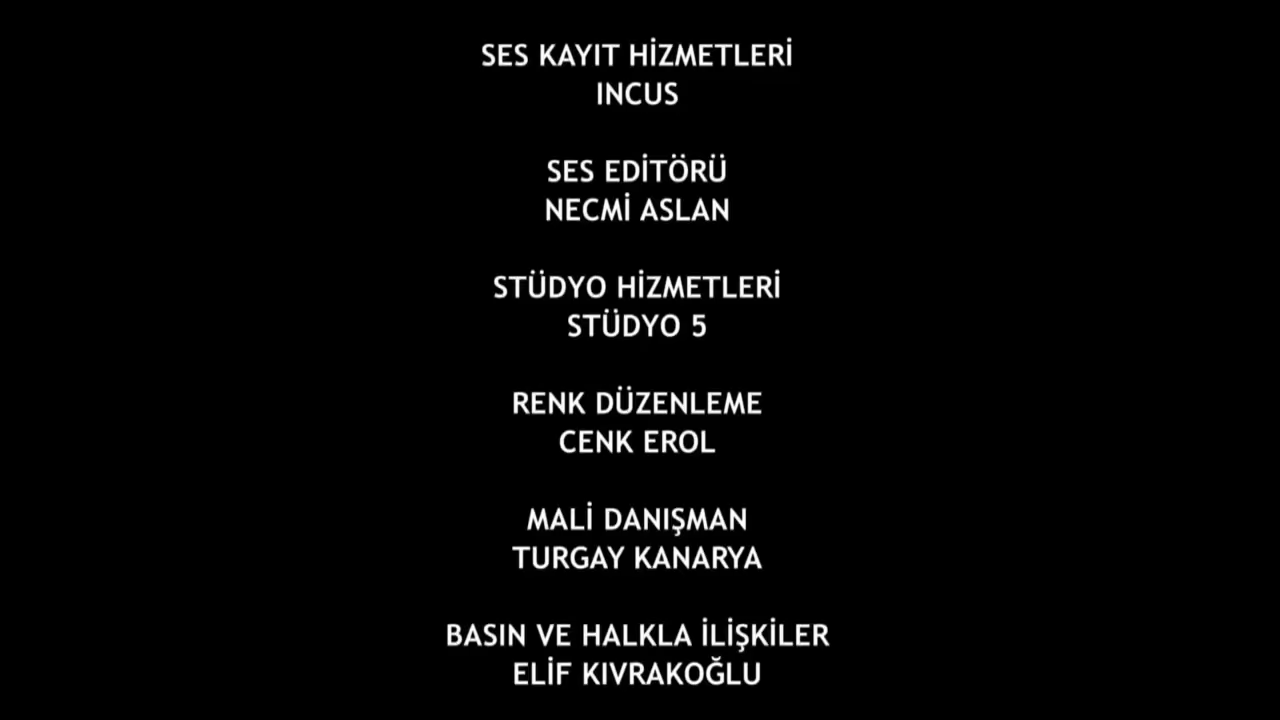 SES KAYIT HİZMETLERİ
INCUS
SES EDİTÖRÜ
NECMİ ASLAN
STÜDYO HİZMETLERİ
STÜDYO 5
RENK DÜZENLEME
CENK EROL
MALİ DANIŞMAN
TURGAY KANARYA
BASIN VE HALKLA İLİŞKİLER
ELİF KIVRAKOĞLU